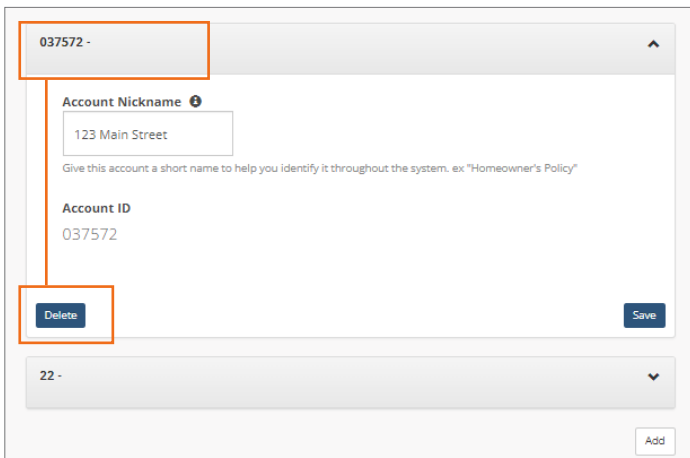 037572 -
Account Nickname
123 Main Street
Give this account a short name to help you identify it throughout the system. ex "Homeowner's Policy"
Account ID
037572
Delete
Save
22 -
Add